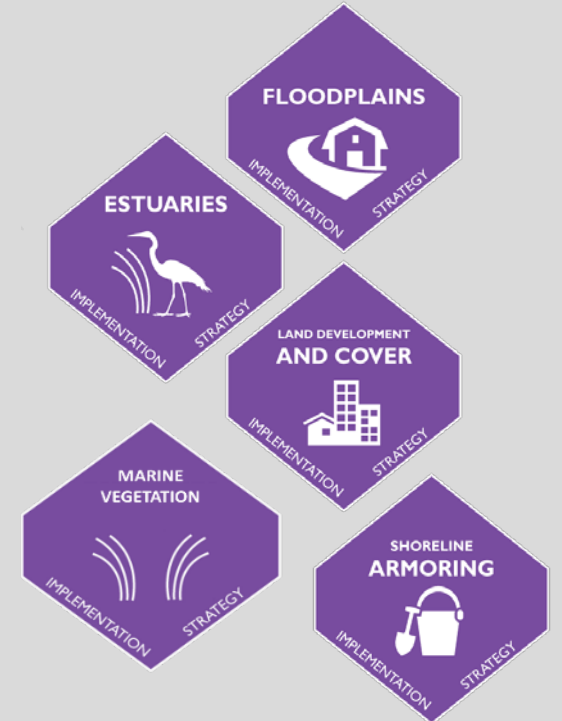 FLOODPLAINS
IMPLEMENTATION
STRATEGY
ESTUARIES
IMPLEMENTATION
STRATEGY
LAND DEVELOPMENT
AND COVER
IMPLEMENTATION
STRATEGY
MARINE
VEGETATION
IMPLEMENTATION
STRATEGY
SHORELINE
ARMORING
IMPLEMENTATION
STRATEGY